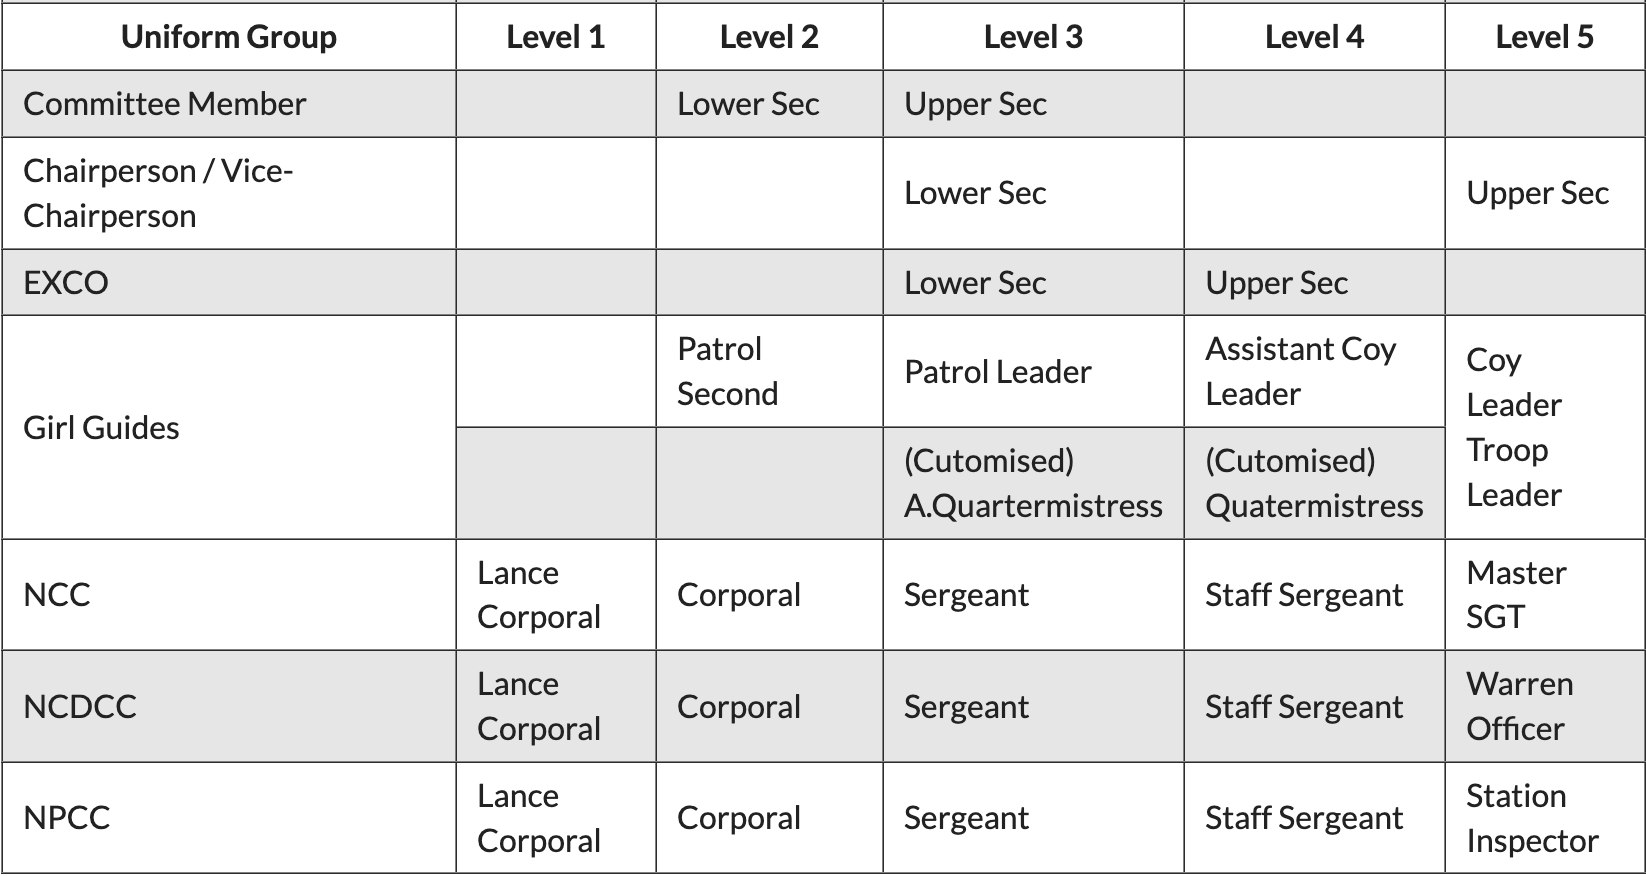 Uniform Group Level 1 Level 2 Level 3 Level 4 Level 5
Committee Member Lower Sec Upper Sec
Chairperson / Vice-
Chairperson
Lower Sec Upper Sec
EXCO Lower Sec Upper Sec
Girl Guides
Patrol
Second
Patrol Leader
Assistant Coy
Leader
Coy
Leader
Troop
Leader
(Cutomised)
A.Quartermistress
(Cutomised)
Quatermistress
NCC
Lance
Corporal
Corporal
Sergeant
Staff Sergeant
Master
SGT
NCDCC
Lance
Corporal
Corporal
Sergeant
Staff Sergeant
Warren
Officer
NPCC
Lance
Corporal
Corporal
Sergeant
Staff Sergeant
Station
Inspector